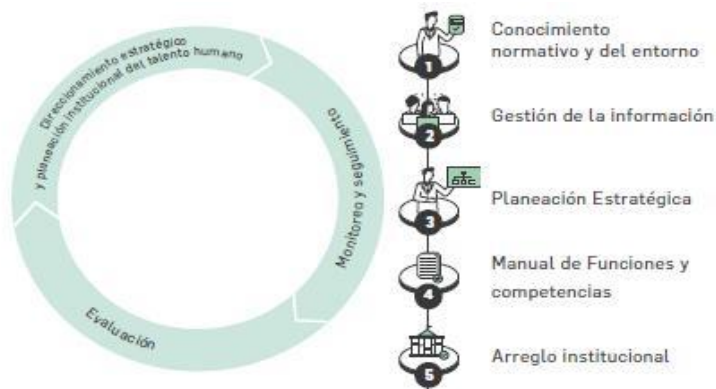 Direccionamiento estratégico
y planeación institucional del talento humano
Monitoreo y seguimiento
Evaluación
1
Conocimiento
normativo y del entorno
2
Gestión de la información
3
Planeación Estratégica
4
Manual de Funciones y
competencias
5
Arreglo institucional